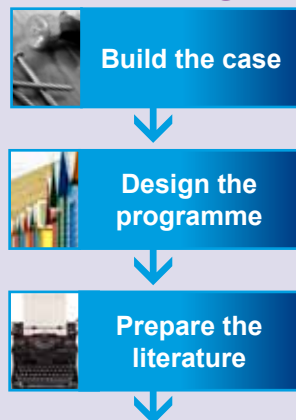 Build the case
Design the
programme
Prepare the
literature